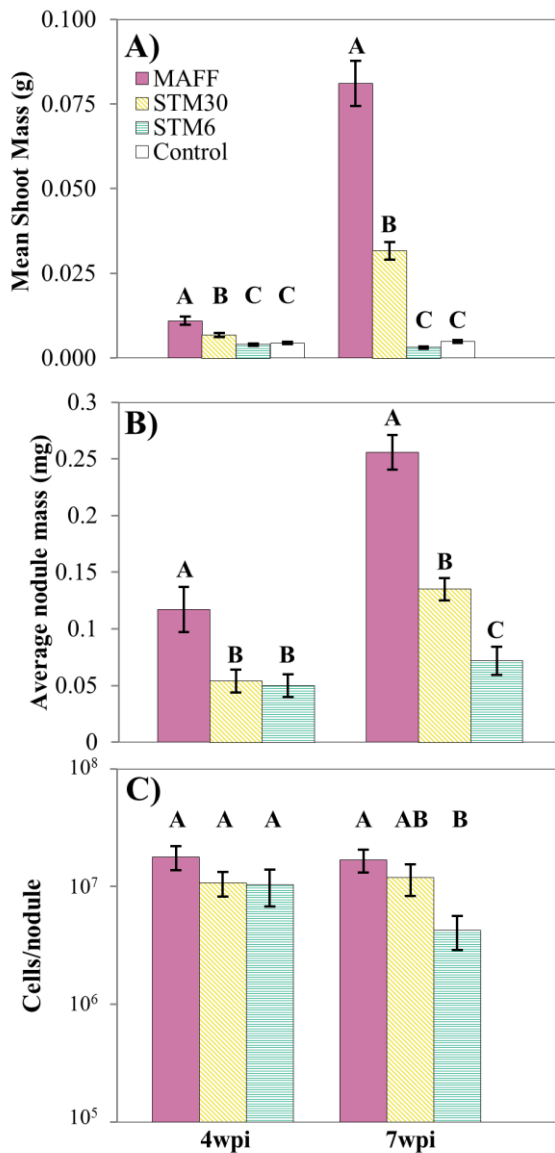 A)
MAFF
STM30
STM6
Control
Mean Shoot Mass (g)
0.100
0.075
0.050
0.025
0.000
A B C C
A
B
C C
B)
Average nodule mass (mg)
0.3
0.25
0.2
0.15
0.1
0.05
0
A
B B
A
B
C
C)
Cells/nodule
10⁸
10⁷
10⁶
10⁵
A A A
A AB B
4wpi 7wpi